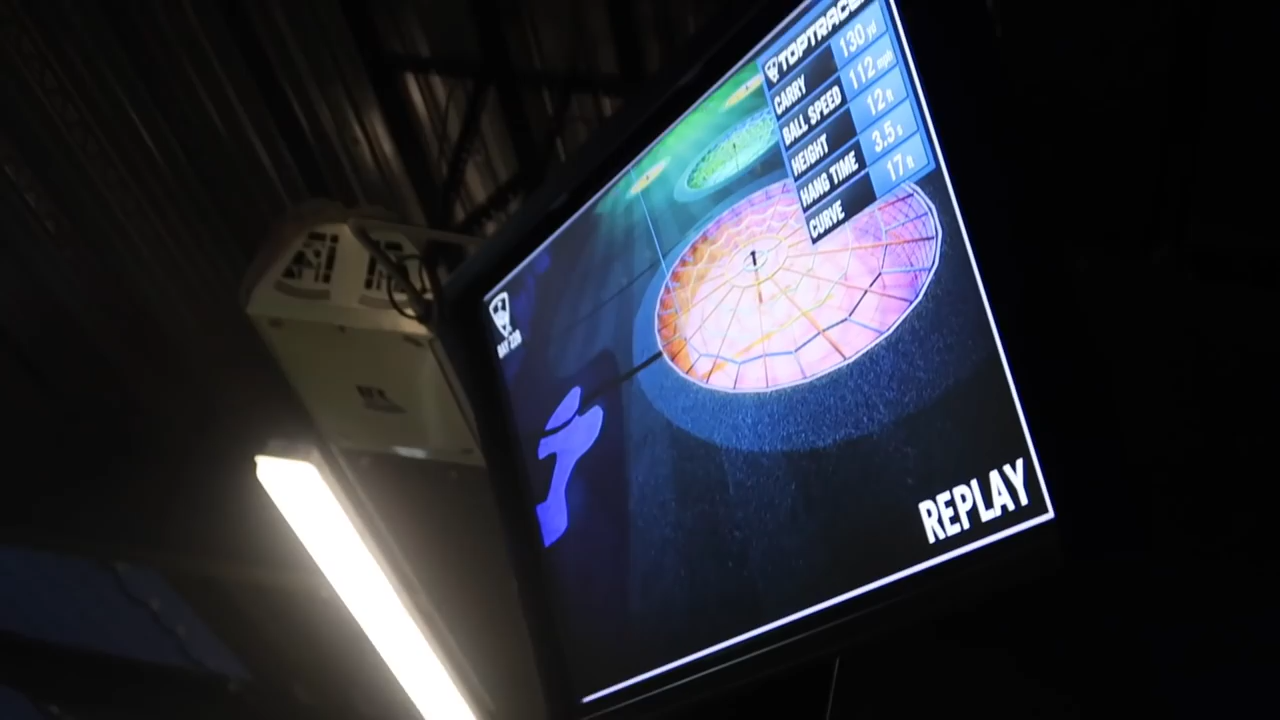 TOPTRACER
CARRY 130 yd
BALL SPEED 112 mph
HEIGHT 12 ft
HANG TIME 3.5 s
CURVE 17 ft
1
REPLAY